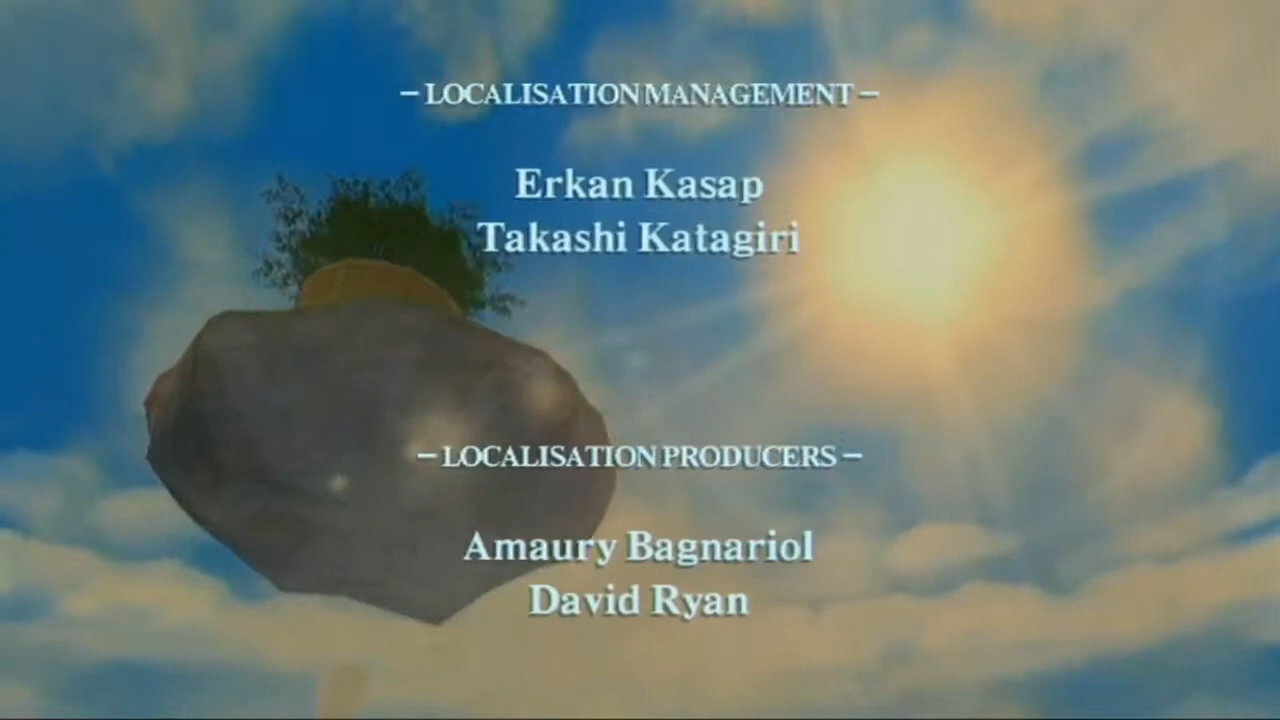 – LOCALISATION MANAGEMENT –
Erkan Kasap
Takashi Katagiri
– LOCALISATION PRODUCERS –
Amaury Bagnariol
David Ryan